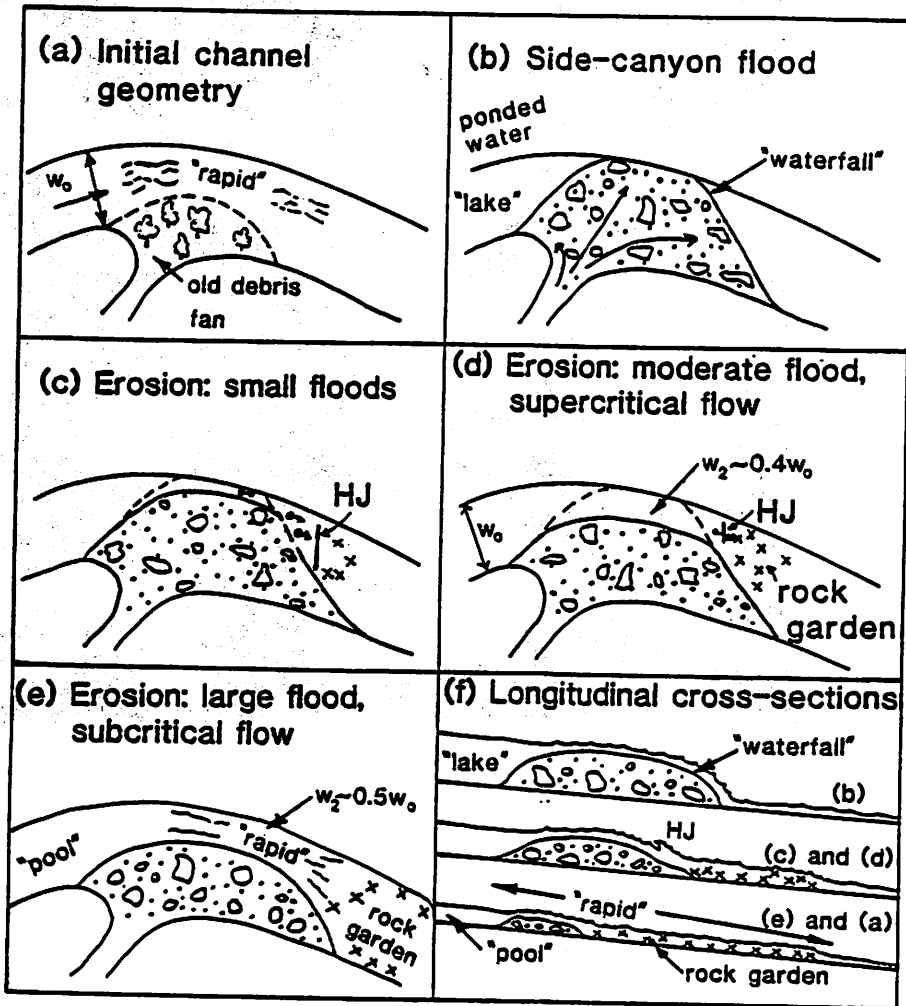 (a) Initial channel
geometry
w₀
"rapid"
old debris
fan
(b) Side-canyon flood
ponded
water
"waterfall"
"lake"
(c) Erosion: small floods
HJ
(d) Erosion: moderate flood,
supercritical flow
w₂~0.4w₀
w₀
HJ
rock
garden
(e) Erosion: large flood,
subcritical flow
w₂~0.5w₀
"rapid"
"pool"
rock
garden
(f) Longitudinal cross-sections
"lake"
"waterfall"
(b)
HJ
(c) and (d)
"rapid"
(e) and (a)
"pool"
rock garden